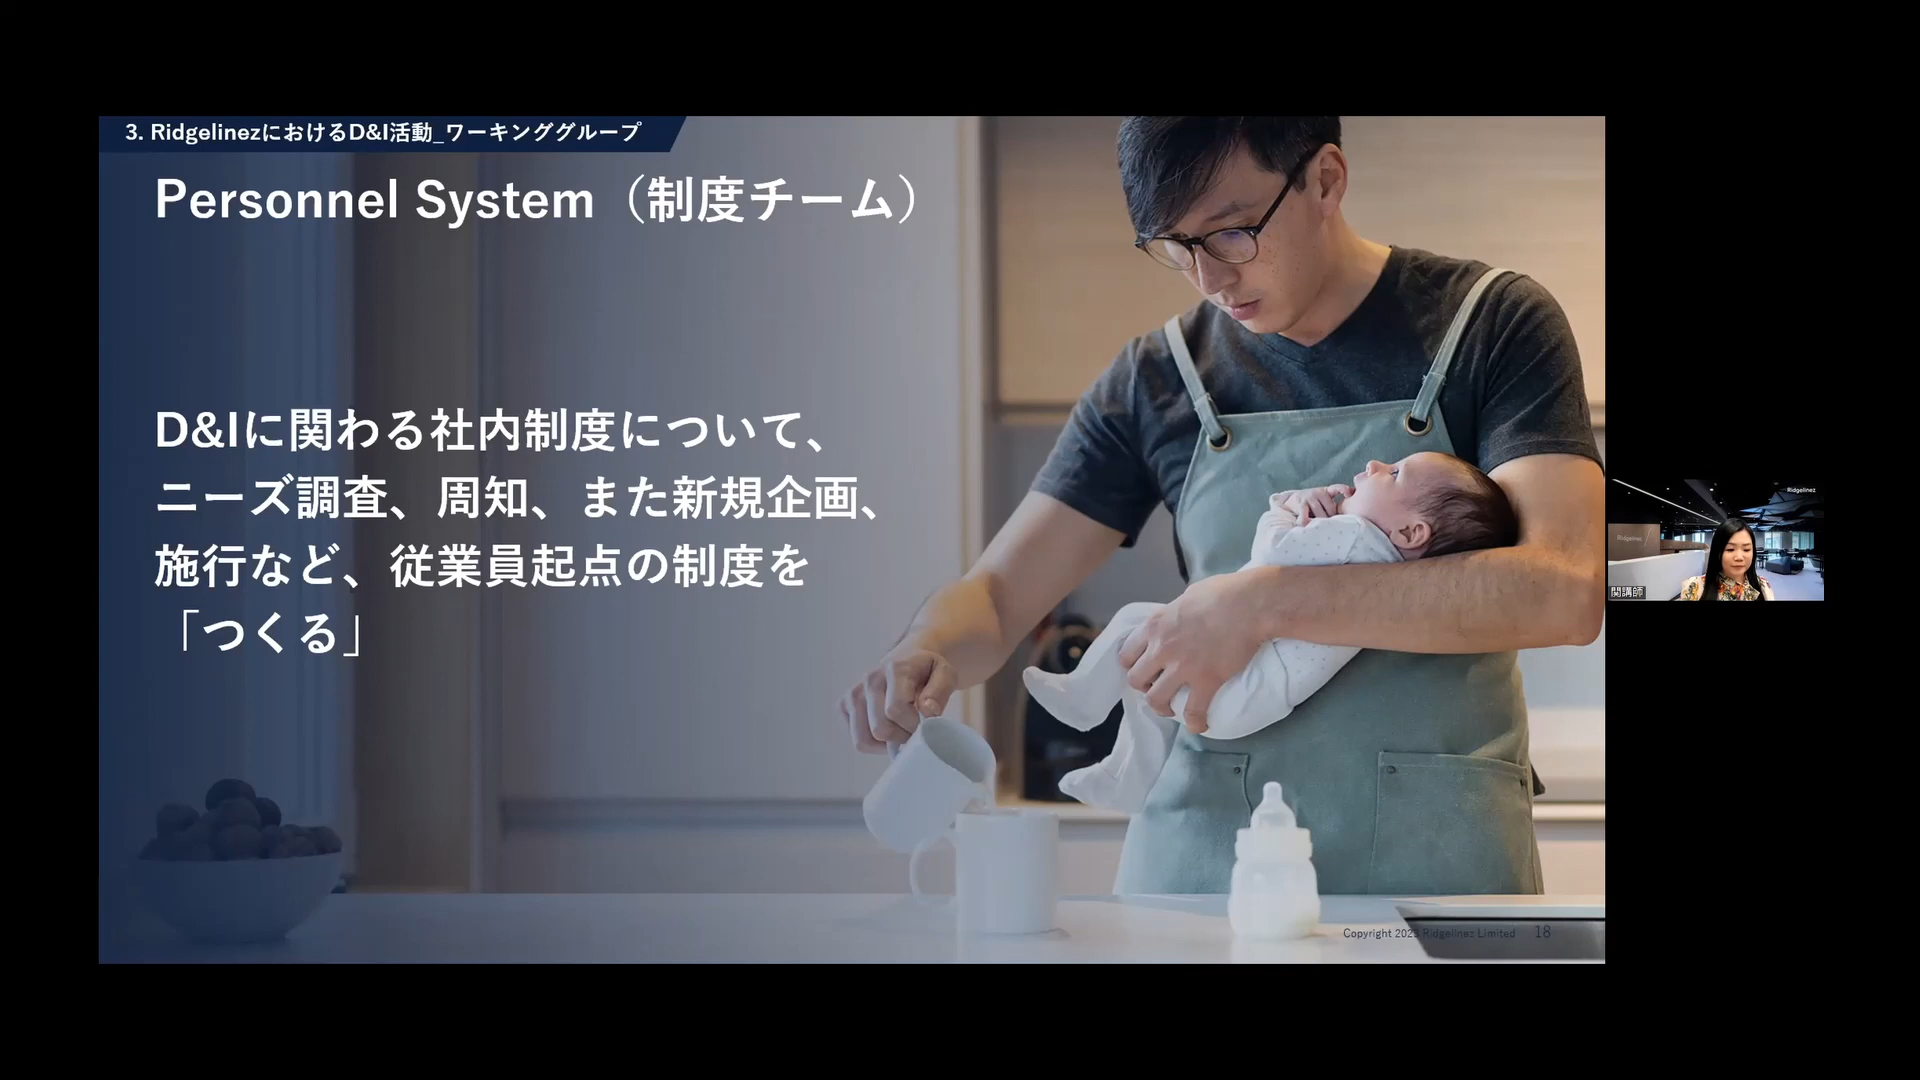 3. RidgelinezにおけるD&I活動_ワーキンググループ
Personnel System（制度チーム）
D&Iに関わる社内制度について、
ニーズ調査、周知、また新規企画、
施行など、従業員起点の制度を
「つくる」
Ridgelinez
Ridgelinez
関講師
Copyright Ridgelinez Limited 18